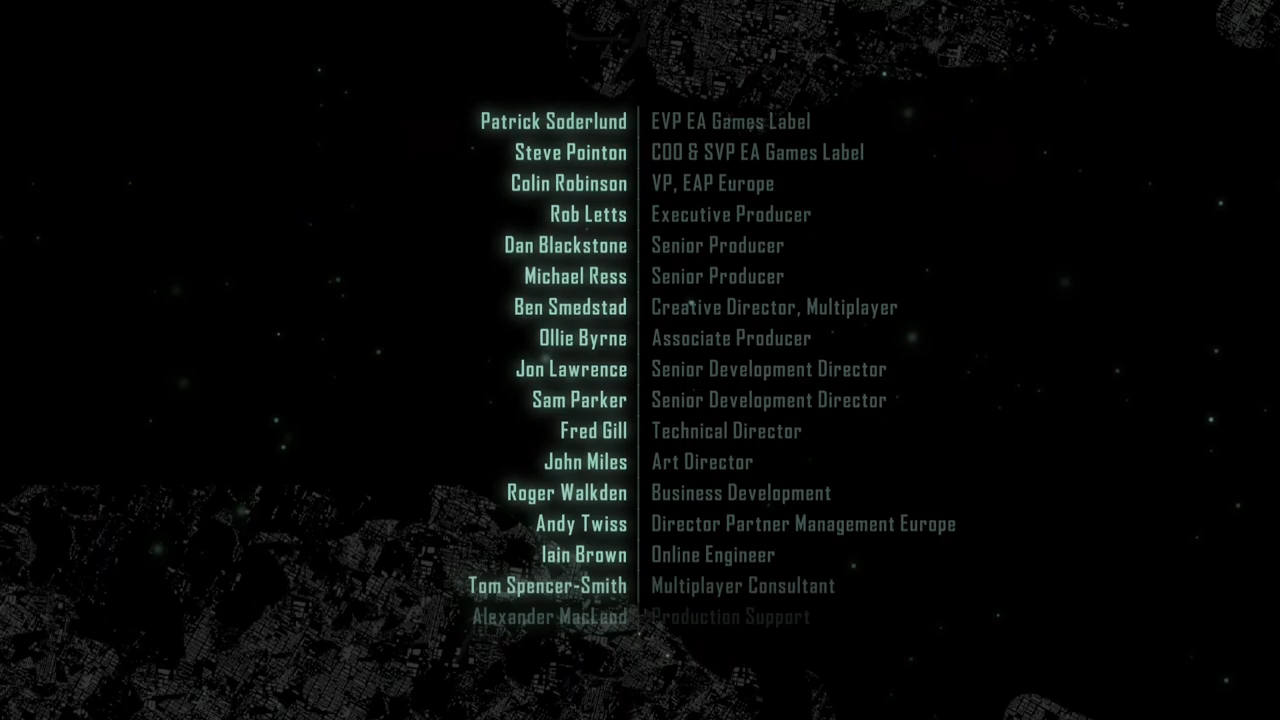 Patrick Soderlund EVP EA Games Label
Steve Pointon COO & SVP EA Games Label
Colin Robinson VP, EAP Europe
Rob Letts Executive Producer
Dan Blackstone Senior Producer
Michael Ress Senior Producer
Ben Smedstad Creative Director, Multiplayer
Ollie Byrne Associate Producer
Jon Lawrence Senior Development Director
Sam Parker Senior Development Director
Fred Gill Technical Director
John Miles Art Director
Roger Walkden Business Development
Andy Twiss Director Partner Management Europe
Iain Brown Online Engineer
Tom Spencer-Smith Multiplayer Consultant
Alexander MacLeod Production Support